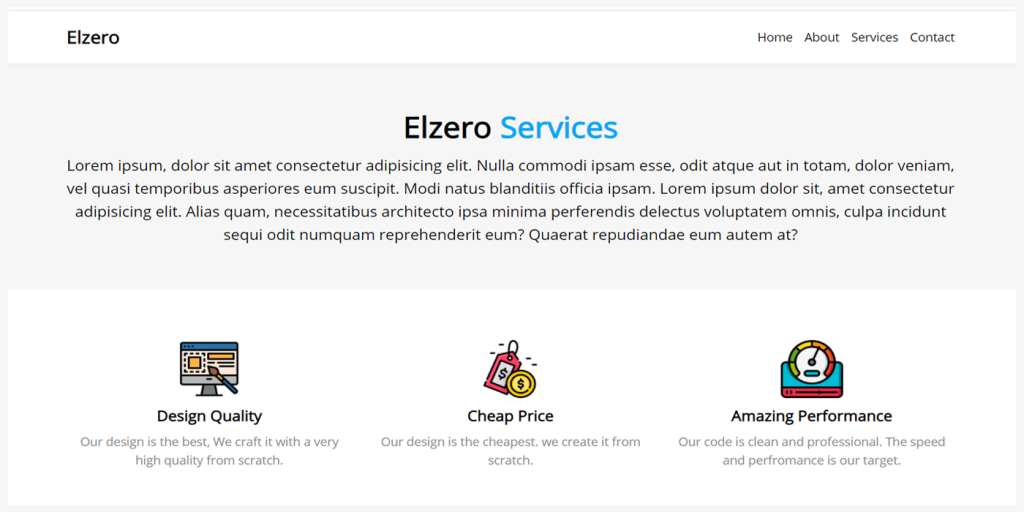 Elzero
Home About Services Contact
Elzero Services
Lorem ipsum, dolor sit amet consectetur adipisicing elit. Nulla commodi ipsam esse, odit atque aut in totam, dolor veniam,
vel quasi temporibus asperiores eum suscipit. Modi natus blanditiis officia ipsam. Lorem ipsum dolor sit, amet consectetur
adipisicing elit. Alias quam, necessitatibus architecto ipsa minima perferendis delectus voluptatem omnis, culpa incidunt
sequi odit numquam reprehenderit eum? Quaerat repudiandae eum autem at?
$
$
Design Quality
Cheap Price
Amazing Performance
Our design is the best, We craft it with a very
high quality from scratch.
Our design is the cheapest. we create it from
scratch.
Our code is clean and professional. The speed
and perfromance is our target.